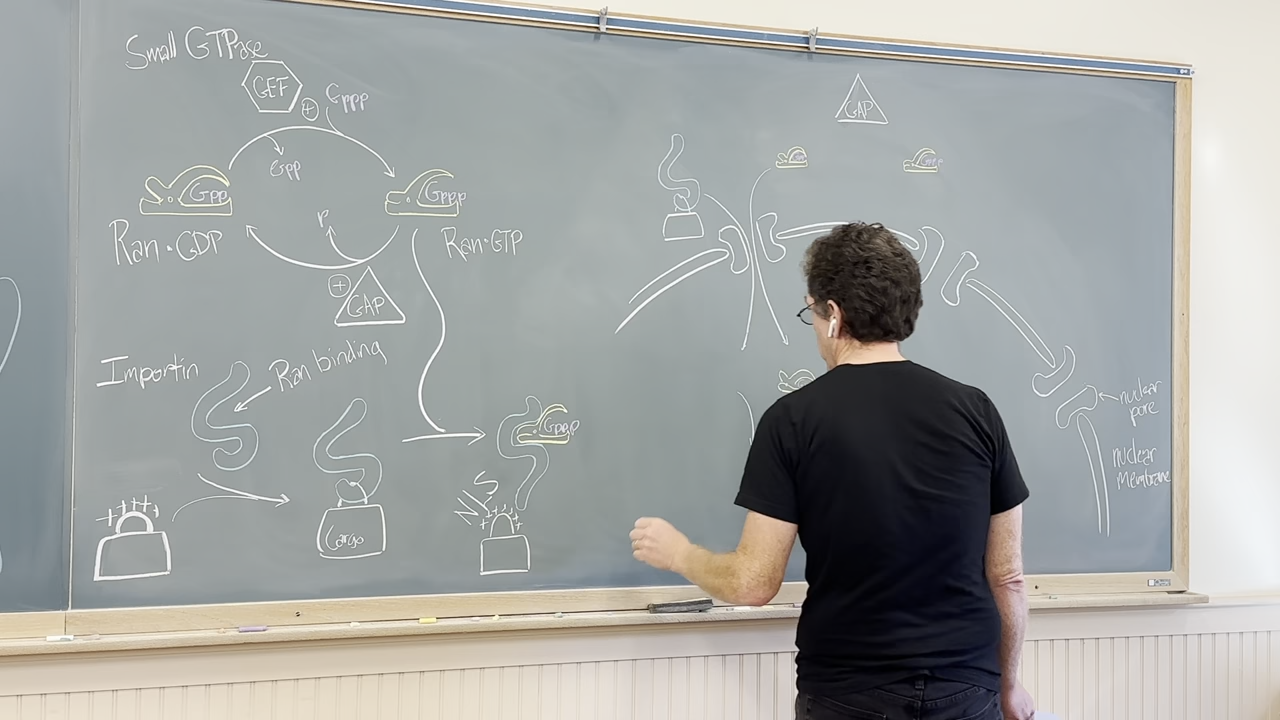 Small GTPase
GEF
+
Gppp
Gpp
Gpp
Gppp
Ran•GDP
P
Ran•GTP
+
GAP
Importin
Ran binding
+++++
Cargo
Gppp
NLS
GAP
nuclear
pore
nuclear
Membrane